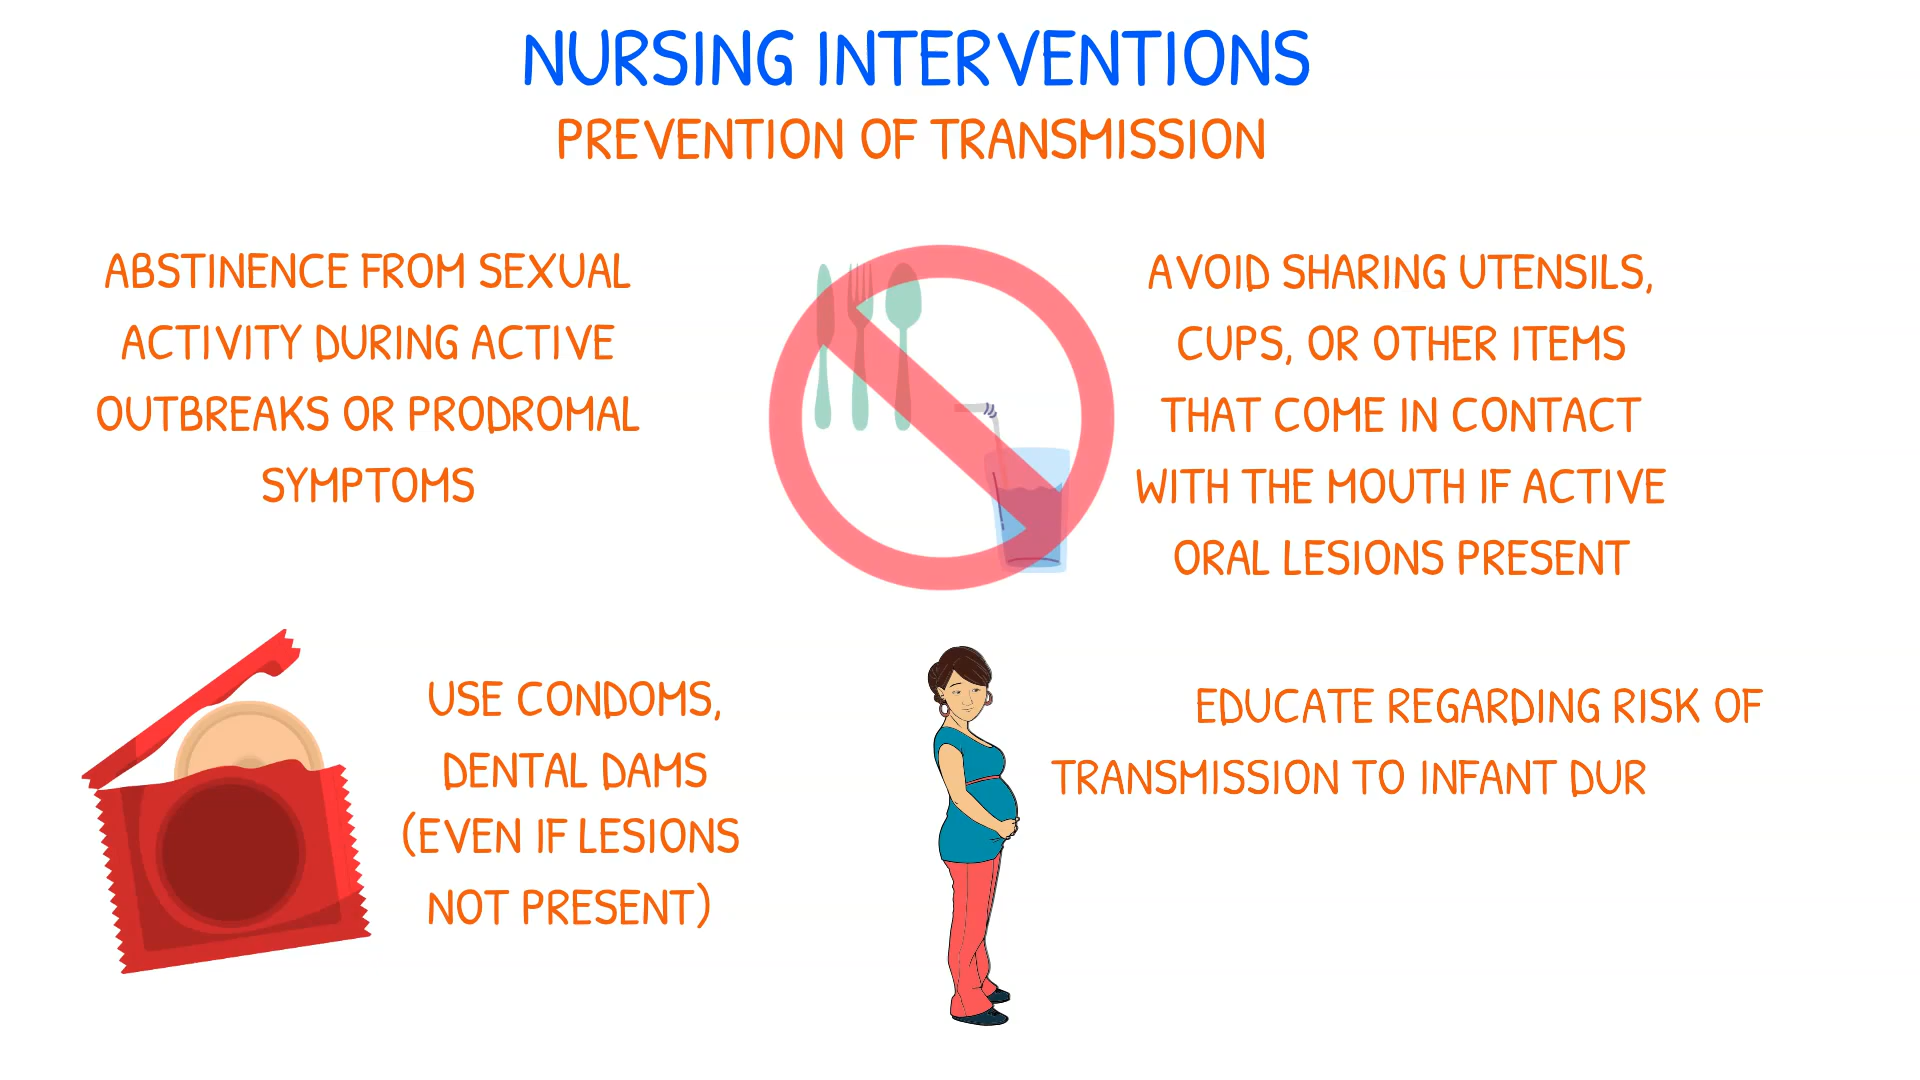 NURSING INTERVENTIONS
PREVENTION OF TRANSMISSION
ABSTINENCE FROM SEXUAL
ACTIVITY DURING ACTIVE
OUTBREAKS OR PRODROMAL
SYMPTOMS
AVOID SHARING UTENSILS,
CUPS, OR OTHER ITEMS
THAT COME IN CONTACT
WITH THE MOUTH IF ACTIVE
ORAL LESIONS PRESENT
USE CONDOMS,
DENTAL DAMS
(EVEN IF LESIONS
NOT PRESENT)
EDUCATE REGARDING RISK OF
TRANSMISSION TO INFANT DUR